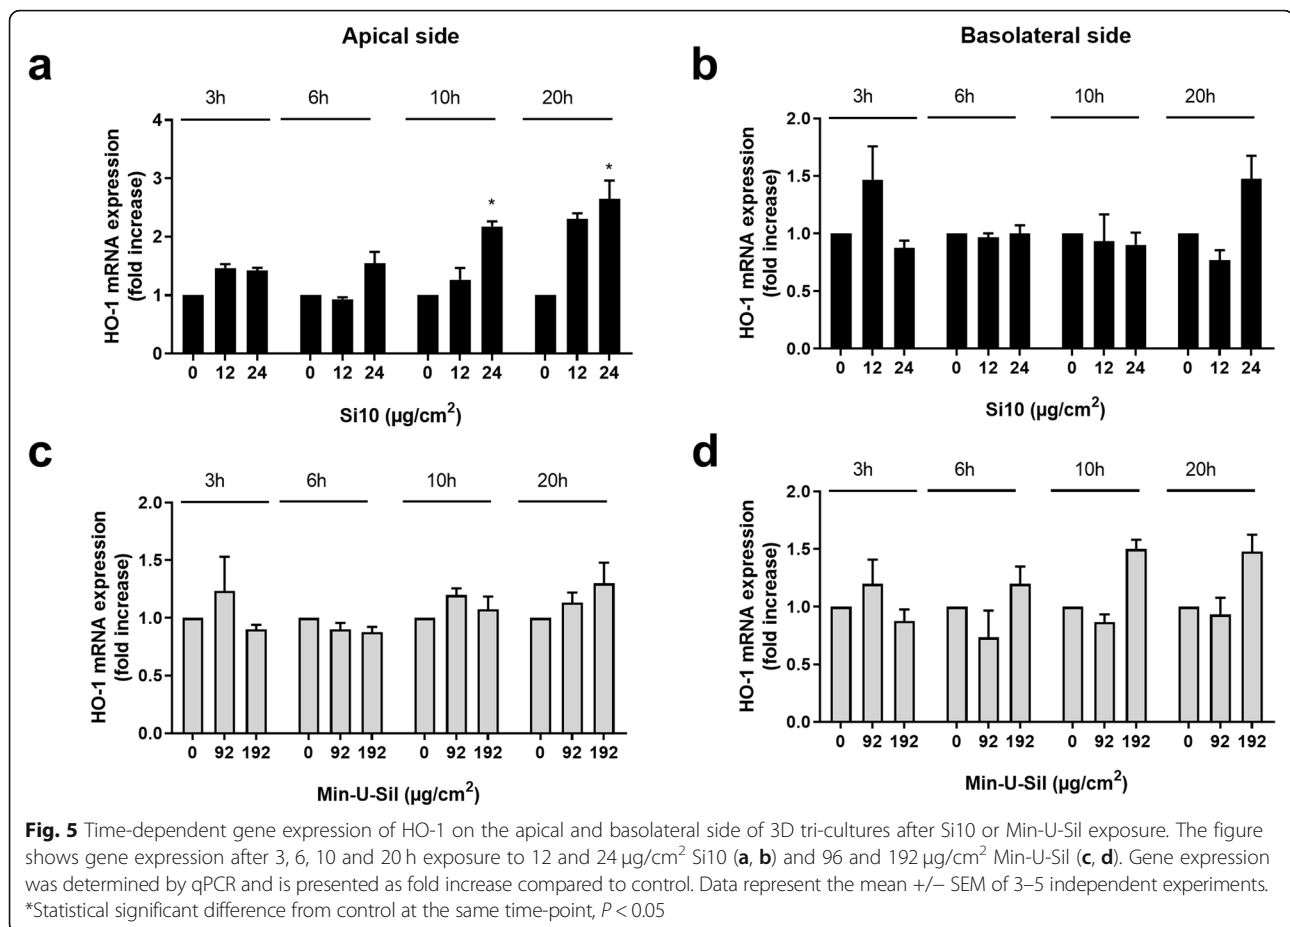 Apical side
Basolateral side
a
3h 6h 10h 20h
HO-1 mRNA expression
(fold increase)
4
3
2
1
0
* *
0 12 24 0 12 24 0 12 24 0 12 24
Si10 (µg/cm²)
b
3h 6h 10h 20h
HO-1 mRNA expression
(fold increase)
2.0
1.5
1.0
0.5
0.0
0 12 24 0 12 24 0 12 24 0 12 24
Si10 (µg/cm²)
c
3h 6h 10h 20h
HO-1 mRNA expression
(fold increase)
2.0
1.5
1.0
0.5
0.0
0 92 192 0 92 192 0 92 192 0 92 192
Min-U-Sil (µg/cm²)
d
3h 6h 10h 20h
HO-1 mRNA expression
(fold increase)
2.0
1.5
1.0
0.5
0.0
0 92 192 0 92 192 0 92 192 0 92 192
Min-U-Sil (µg/cm²)
Fig. 5 Time-dependent gene expression of HO-1 on the apical and basolateral side of 3D tri-cultures after Si10 or Min-U-Sil exposure. The figure
shows gene expression after 3, 6, 10 and 20 h exposure to 12 and 24 µg/cm² Si10 (a, b) and 96 and 192 µg/cm² Min-U-Sil (c, d). Gene expression
was determined by qPCR and is presented as fold increase compared to control. Data represent the mean +/− SEM of 3–5 independent experiments.
*Statistical significant difference from control at the same time-point, P < 0.05